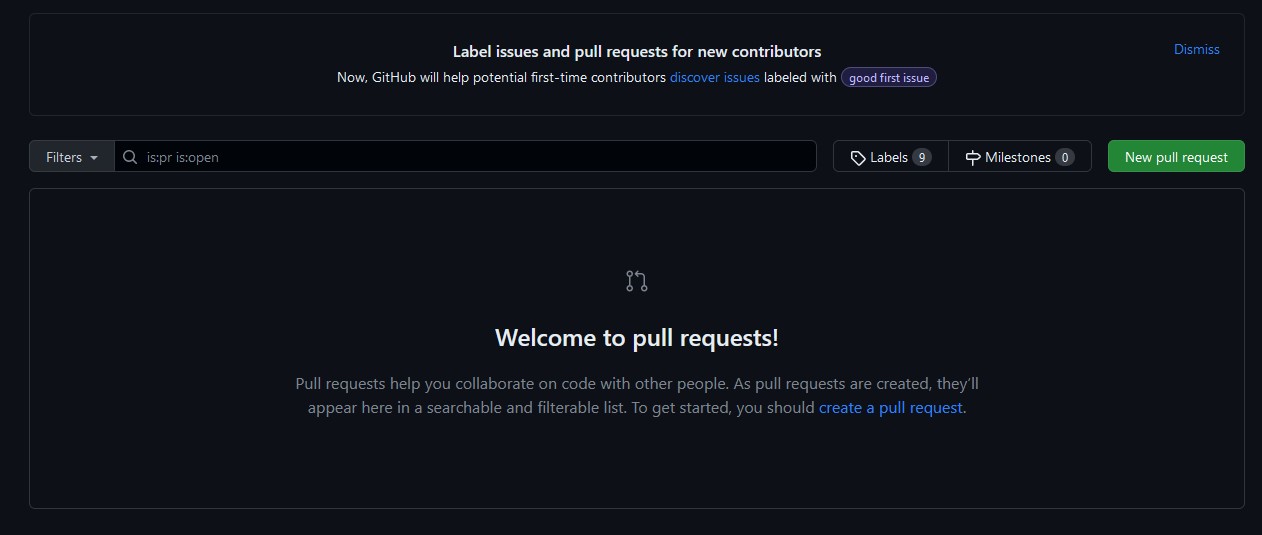 Label issues and pull requests for new contributors
Dismiss
Now, GitHub will help potential first-time contributors discover issues labeled with good first issue
Filters
is:pr is:open
Labels 9
Milestones 0
New pull request
Welcome to pull requests!
Pull requests help you collaborate on code with other people. As pull requests are created, they’ll
appear here in a searchable and filterable list. To get started, you should create a pull request.